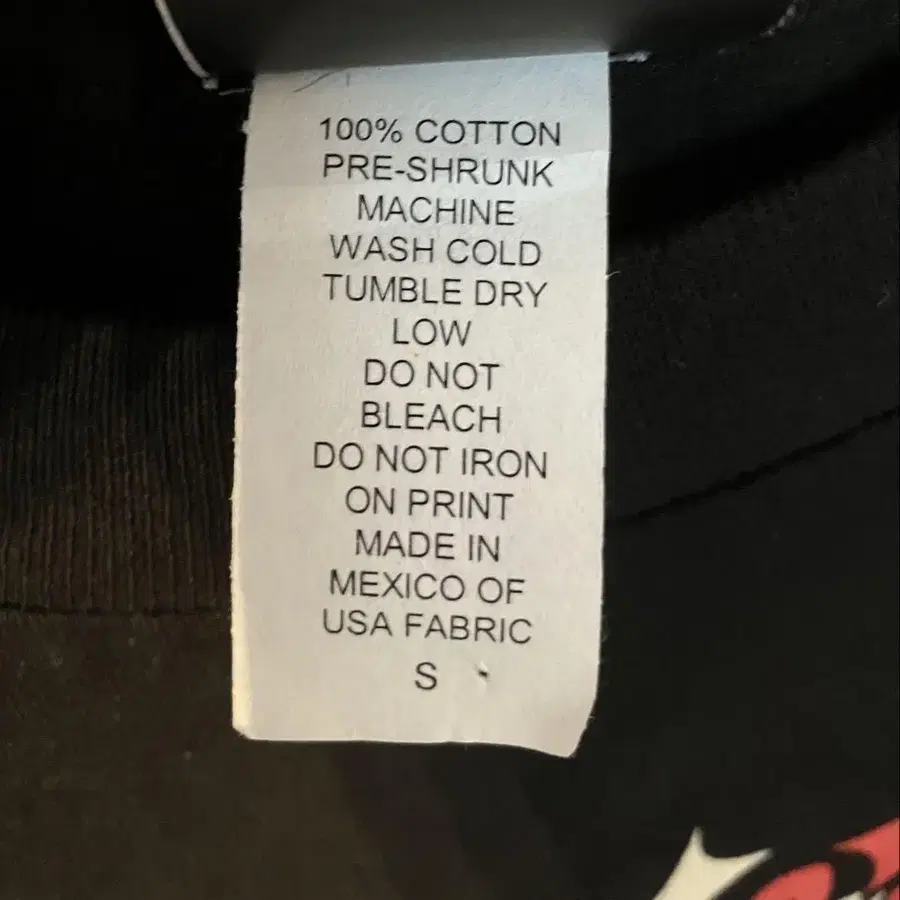 100% COTTON
PRE-SHRUNK
MACHINE
WASH COLD
TUMBLE DRY
LOW
DO NOT
BLEACH
DO NOT IRON
ON PRINT
MADE IN
MEXICO OF
USA FABRIC
S